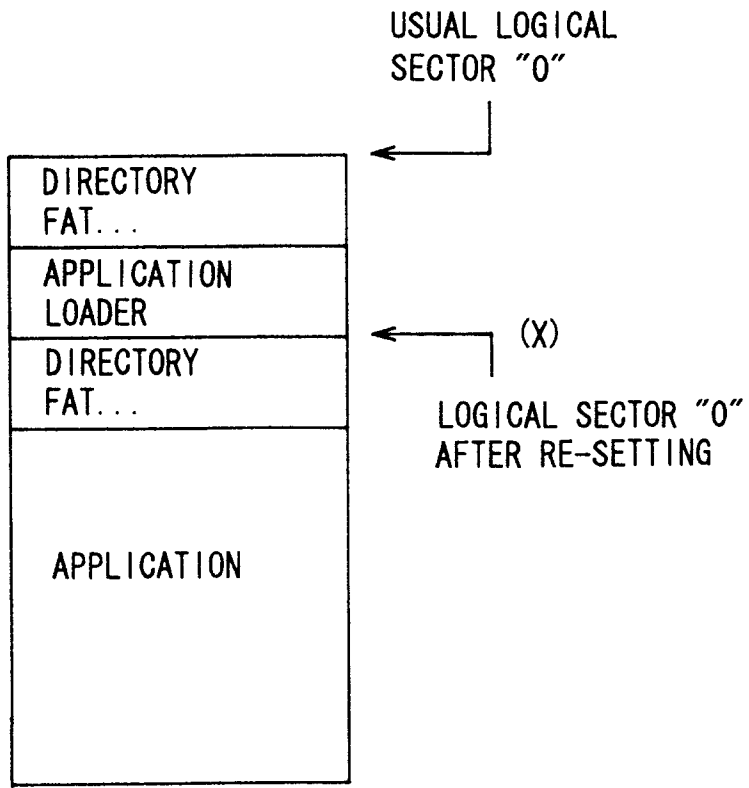 USUAL LOGICAL
SECTOR "0"
DIRECTORY
FAT...
APPLICATION
LOADER
(X)
DIRECTORY
FAT...
LOGICAL SECTOR "0"
AFTER RE-SETTING
APPLICATION